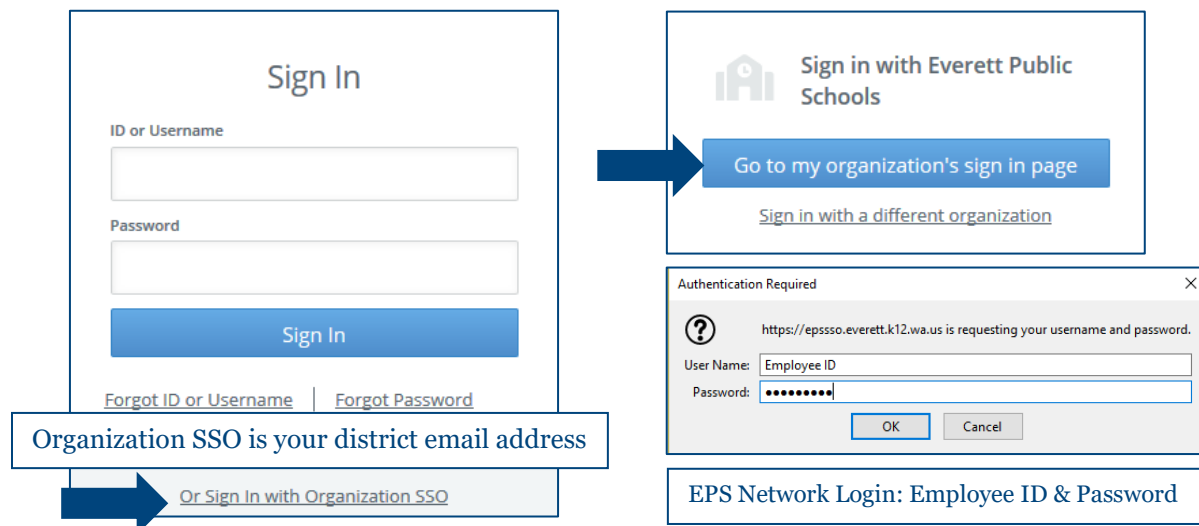 Sign In
ID or Username
Password
Sign In
Forgot ID or Username
Forgot Password
Organization SSO is your district email address
Or Sign In with Organization SSO
Sign in with Everett Public
Schools
Go to my organization's sign in page
Sign in with a different organization
Authentication Required
https://epssso.everett.k12.wa.us is requesting your username and password.
User Name: Employee ID
Password: •••••••••
OK
Cancel
EPS Network Login: Employee ID & Password